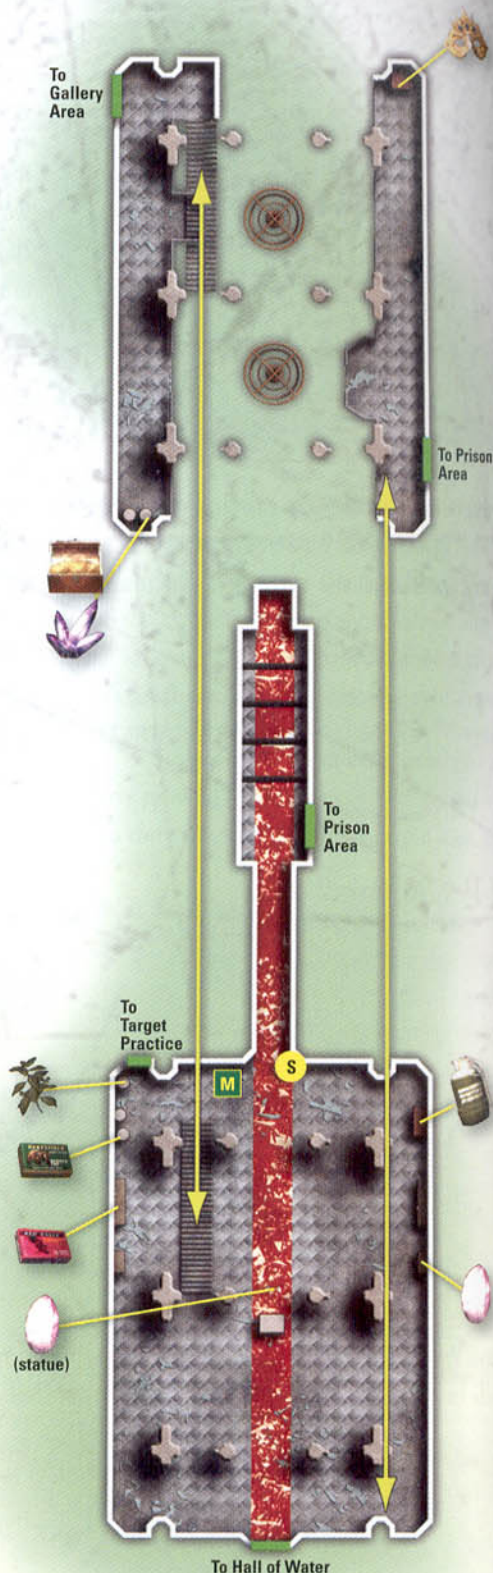 To
Gallery
Area
To Prison
Area
To
Prison
Area
To
Target
Practice
M
S
(statue)
To Hall of Water